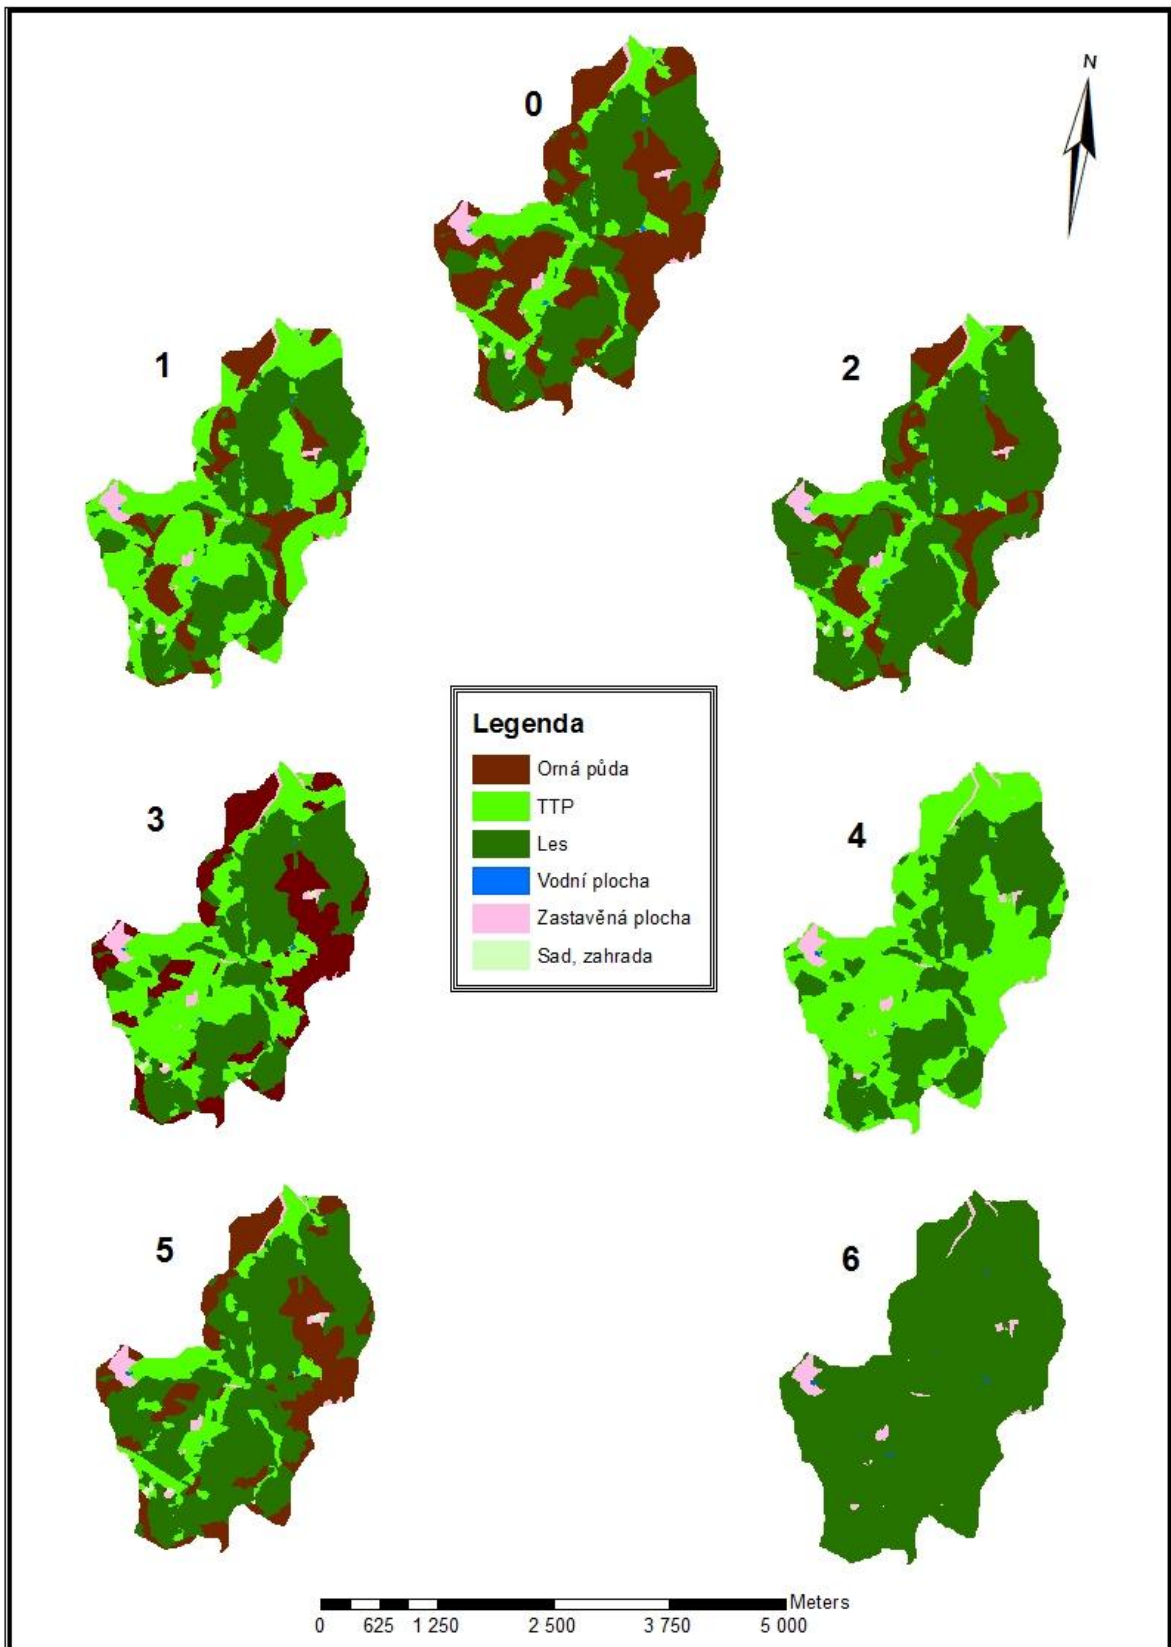 N
0
1
2
Legenda
Orná půda
TTP
Les
Vodní plocha
Zastavěná plocha
Sad, zahrada
3
4
5
6
Meters
0 625 1 250 2 500 3 750 5 000